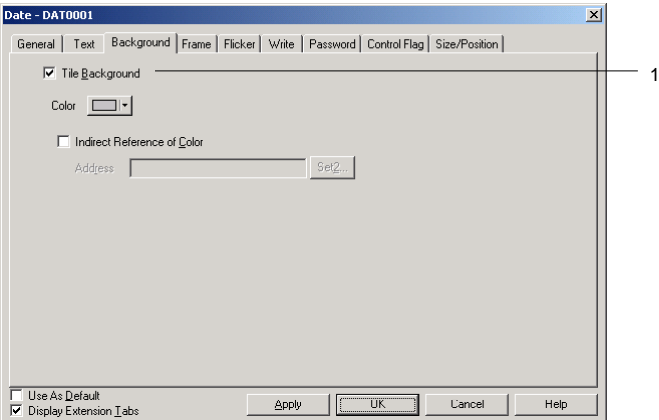 Date - DAT0001
General Text Background Frame Flicker Write Password Control Flag Size/Position
Tile Background 1
Color
Indirect Reference of Color
Address Set2...
Use As Default
Display Extension Tabs Apply OK Cancel Help